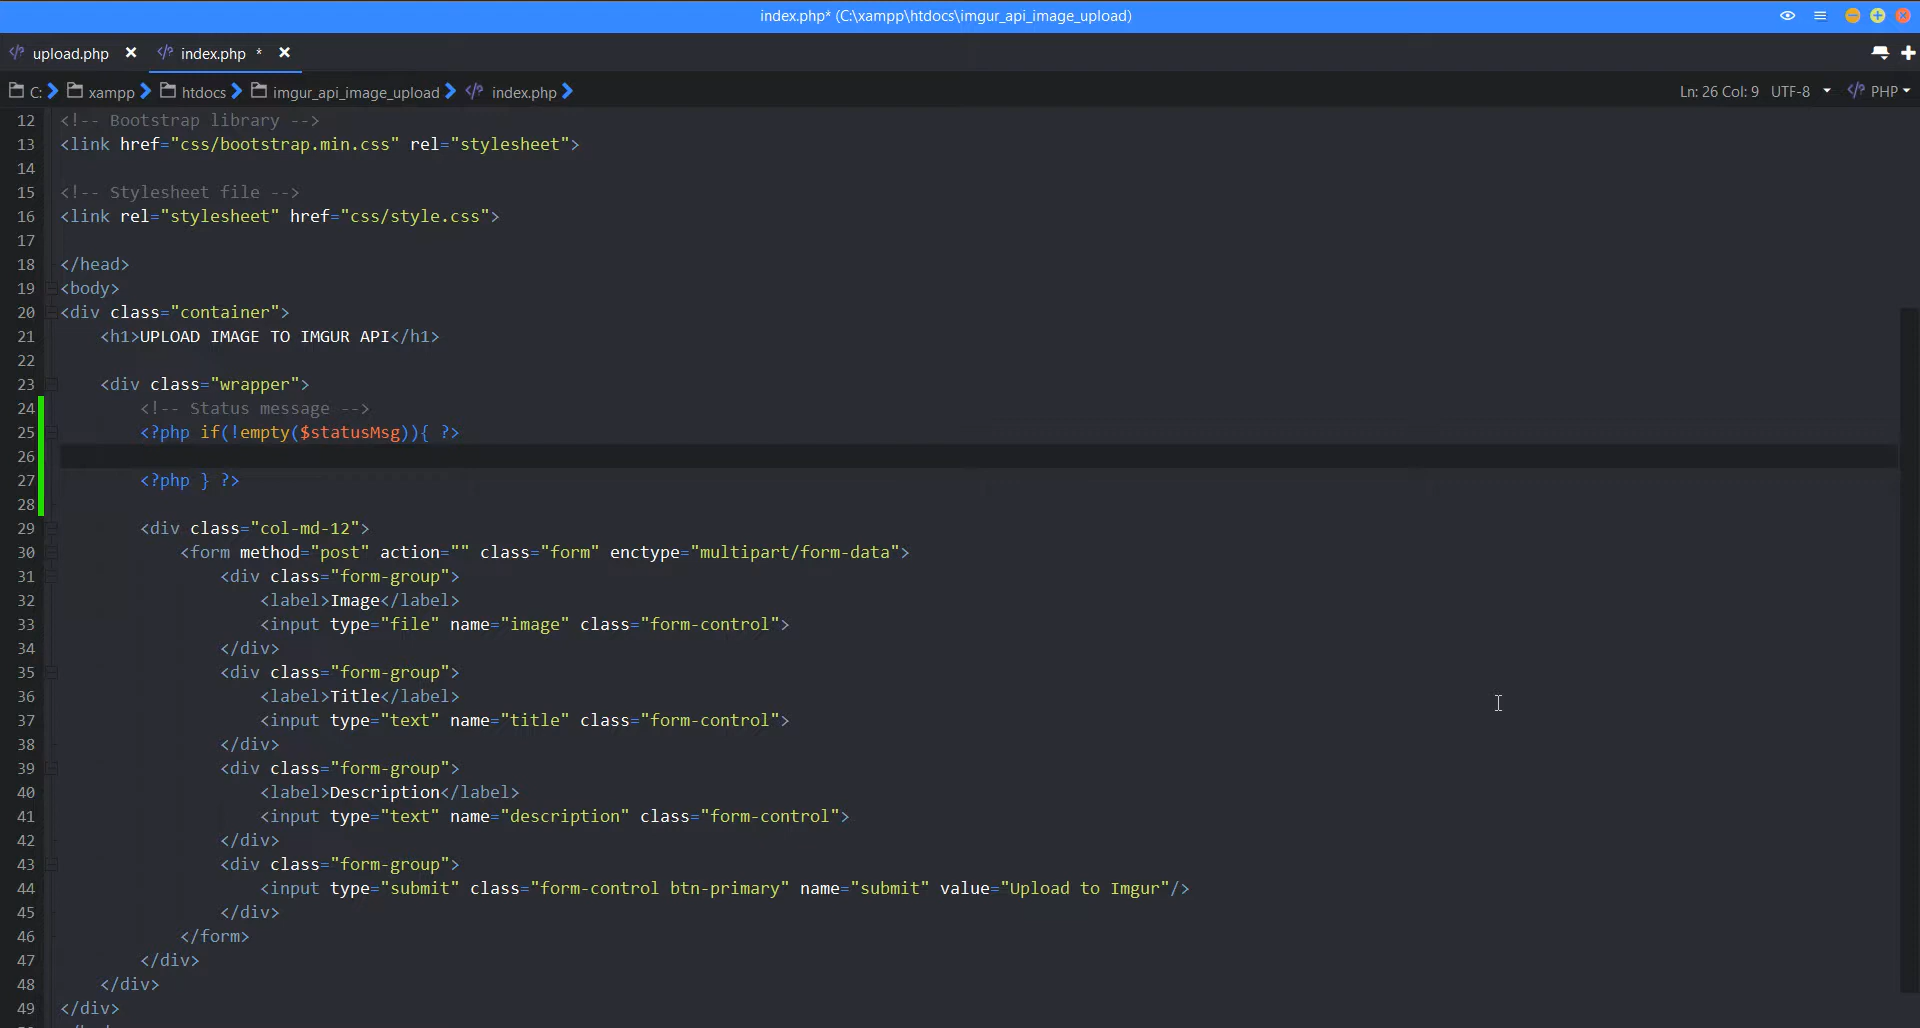 index.php* (C:\xampp\htdocs\imgur_api_image_upload)
upload.php index.php *
C: xampp htdocs imgur_api_image_upload index.php Ln: 26 Col: 9 UTF-8 PHP
12 <!-- Bootstrap library -->
13 <link href="css/bootstrap.min.css" rel="stylesheet">
14
15 <!-- Stylesheet file -->
16 <link rel="stylesheet" href="css/style.css">
17
18 </head>
19 <body>
20 <div class="container">
21     <h1>UPLOAD IMAGE TO IMGUR API</h1>
22
23     <div class="wrapper">
24         <!-- Status message -->
25         <?php if(!empty($statusMsg)){ ?>
26
27         <?php } ?>
28
29         <div class="col-md-12">
30             <form method="post" action="" class="form" enctype="multipart/form-data">
31                 <div class="form-group">
32                     <label>Image</label>
33                     <input type="file" name="image" class="form-control">
34                 </div>
35                 <div class="form-group">
36                     <label>Title</label>
37                     <input type="text" name="title" class="form-control">
38                 </div>
39                 <div class="form-group">
40                     <label>Description</label>
41                     <input type="text" name="description" class="form-control">
42                 </div>
43                 <div class="form-group">
44                     <input type="submit" class="form-control btn-primary" name="submit" value="Upload to Imgur"/>
45                 </div>
46             </form>
47         </div>
48     </div>
49 </div>